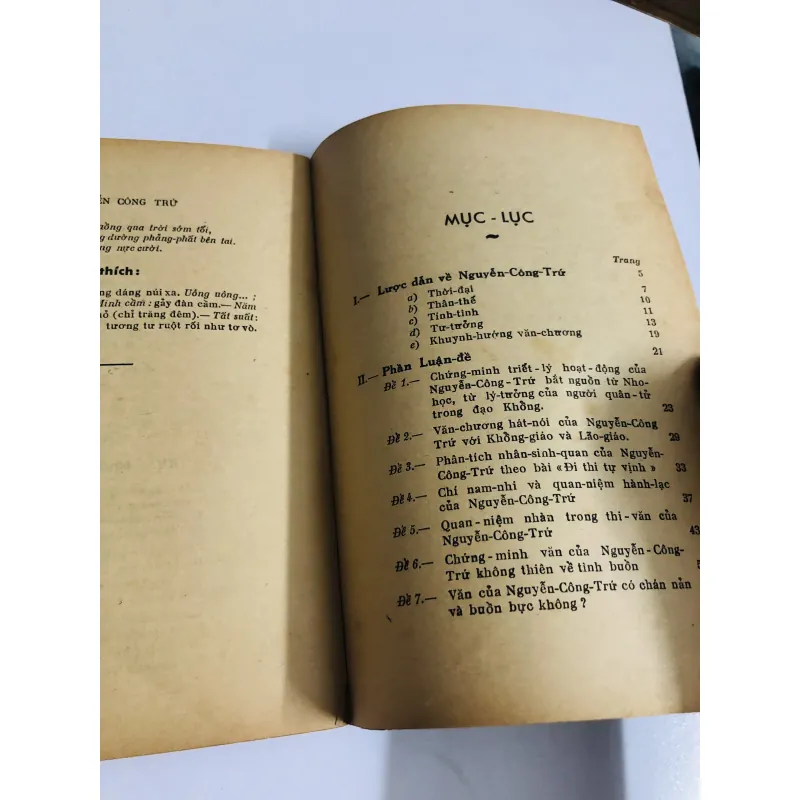 CÔNG TRỨ
qua trời sớm tối,
đường phảng-phất bên tai.
nực cười.
thích:
dáng núi xa. Uông nông... ;
Minh cầm : gảy đàn cầm.— Năm
(chỉ trăng đêm).— Tất suất:
tương tư ruột rối như tơ vò.
MỤC - LỤC
~
Trang
I.— Lược dẫn về Nguyễn-Công-Trứ 5
a) Thời-đại 7
b) Thân-thế 10
c) Tính-tình 11
d) Tư-tưởng 13
e) Khuynh-hướng văn-chương 19
II.— Phần Luận-đề 21
Đề 1.— Chứng-minh triết-lý hoạt-động của
Nguyễn-Công-Trứ bắt nguồn từ Nho-
học, từ lý-tưởng của người quân-tử
trong đạo Khổng. 23
Đề 2.— Văn-chương hát-nói của Nguyễn-Công
Trứ với Khổng-giáo và Lão-giáo. 29
Đề 3.— Phân-tích nhân-sinh-quan của Nguyễn-
Công-Trứ theo bài «Đi thi tự vịnh» 33
Đề 4.— Chí nam-nhi và quan-niệm hành-lạc
của Nguyễn-Công-Trứ 37
Đề 5.— Quan-niệm nhàn trong thi-văn của
Nguyễn-Công-Trứ 43
Đề 6.— Chứng-minh văn của Nguyễn-Công-
Trứ không thiên về tình buồn
Đề 7.— Văn của Nguyễn-Công-Trứ có chán nản
và buồn bực không ?